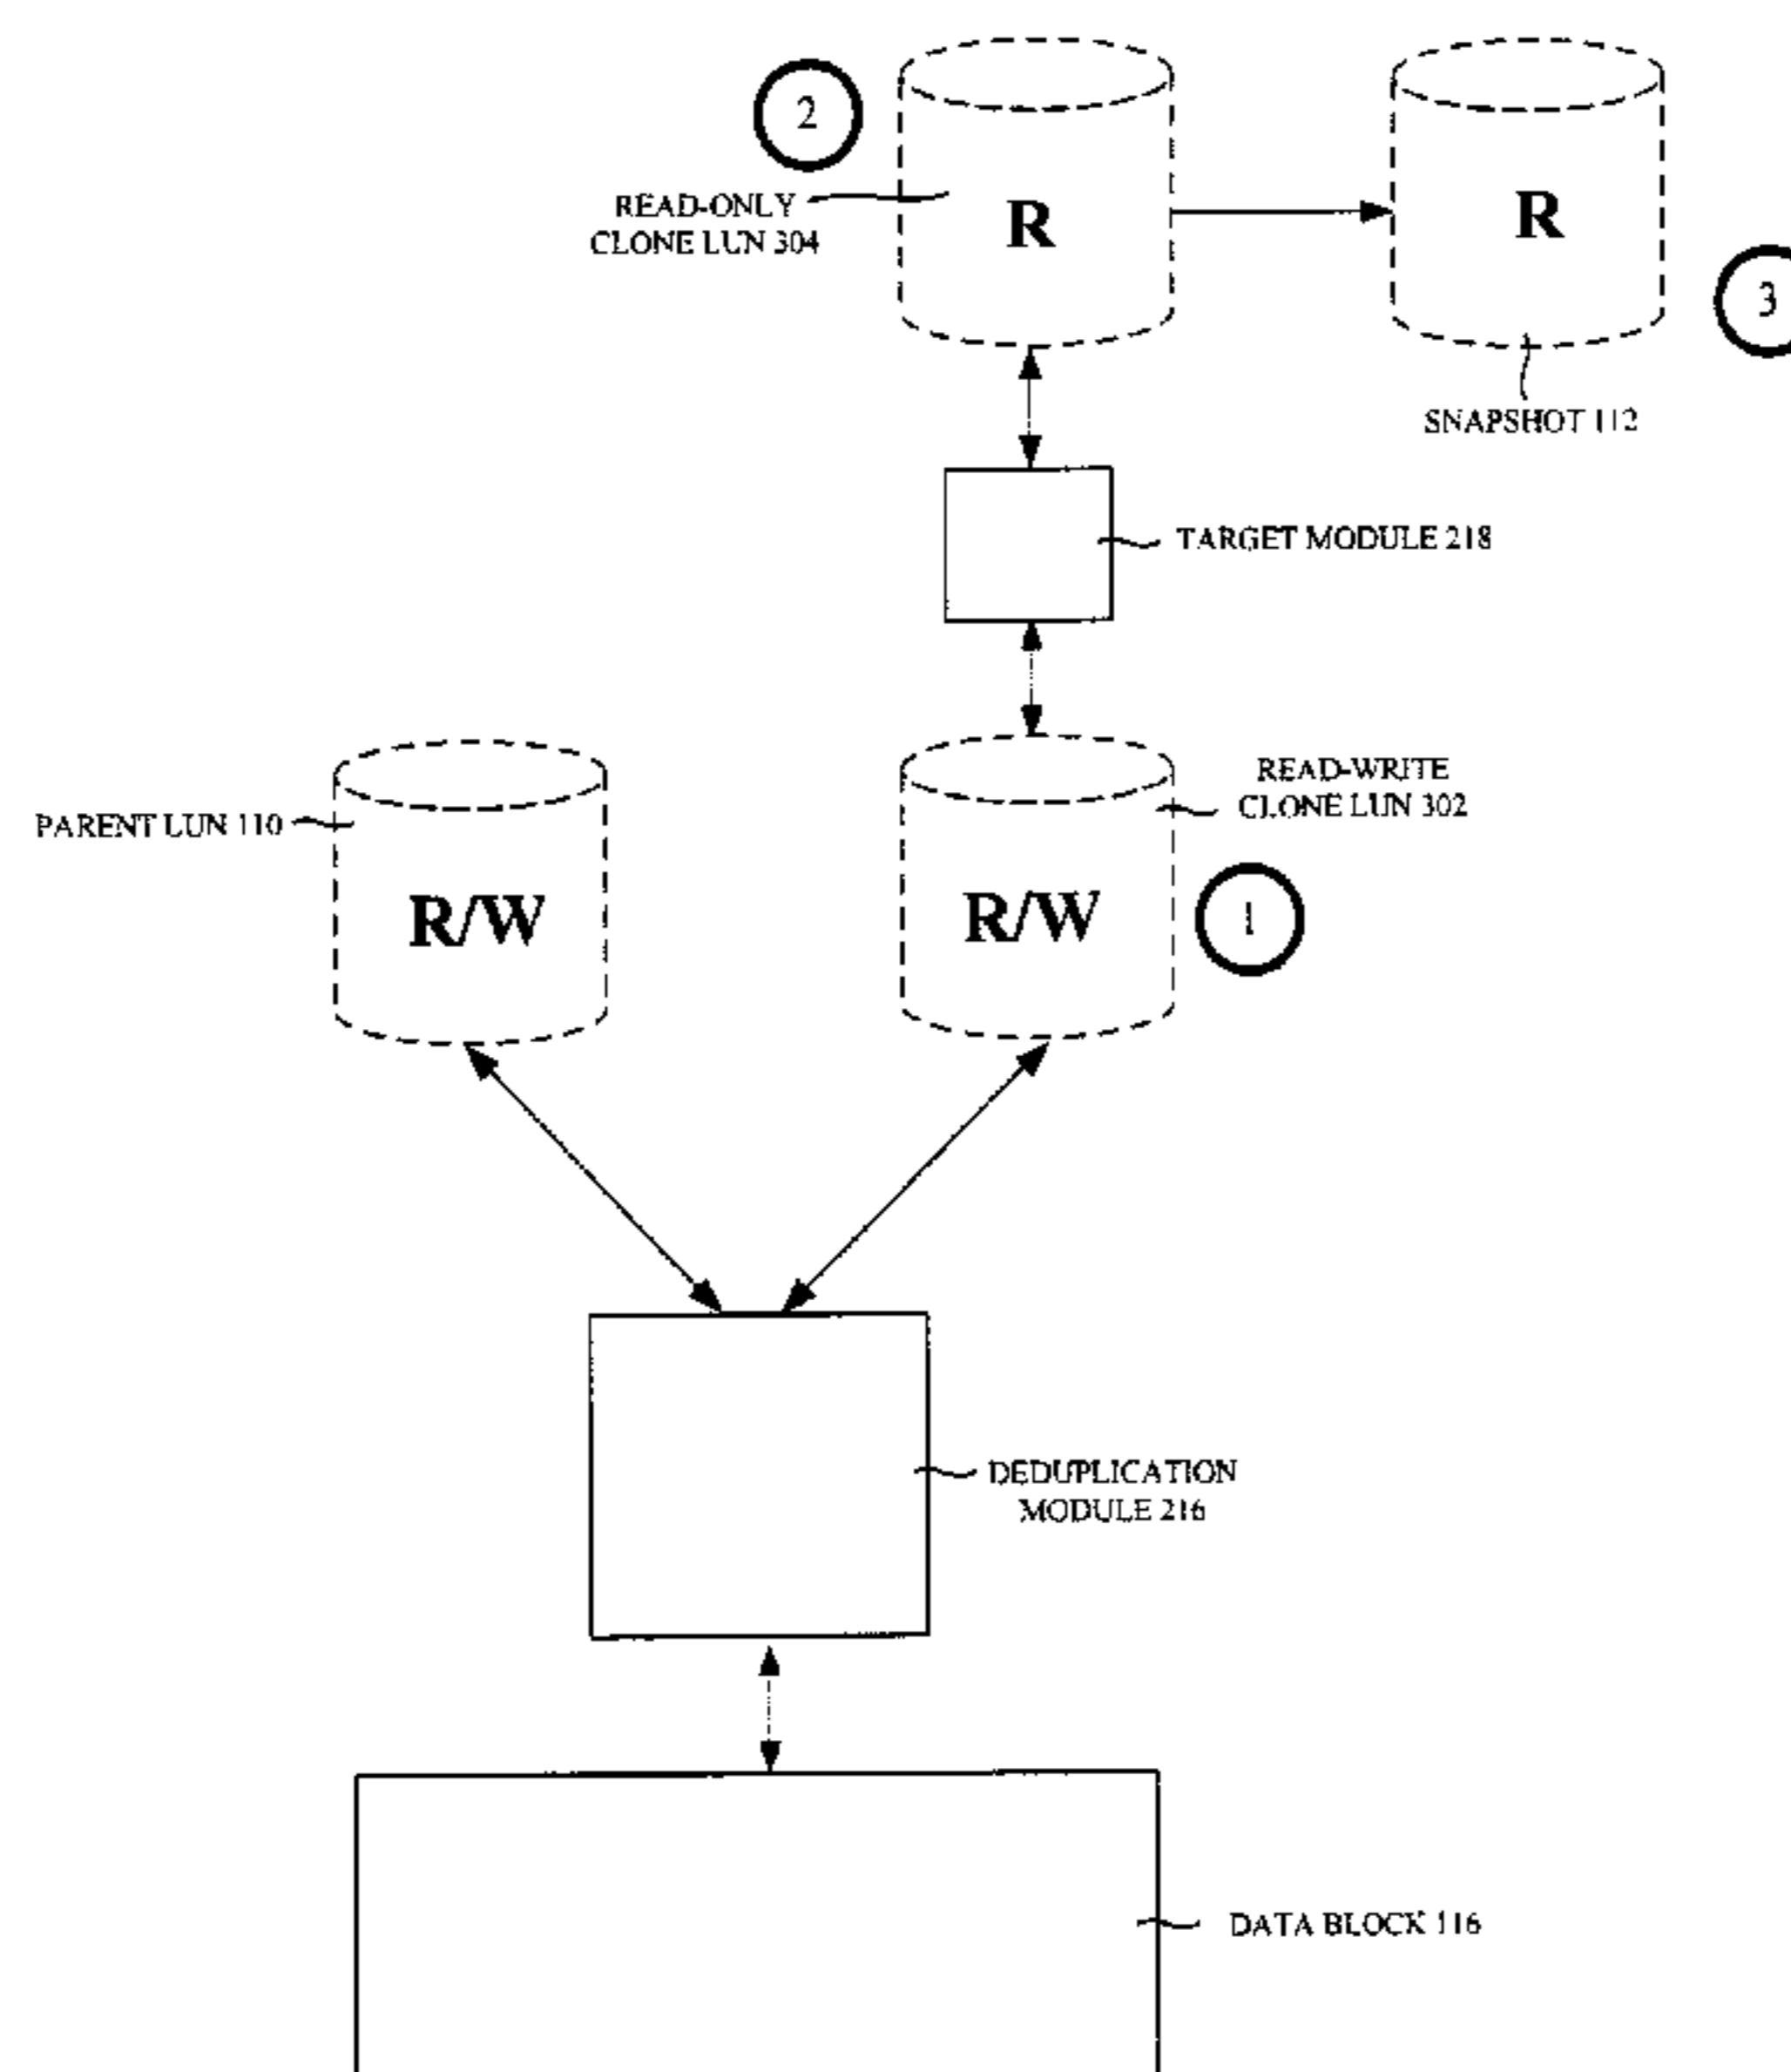 2
READ-ONLY
CLONE LUN 304
R
R
3
SNAPSHOT 112
TARGET MODULE 218
PARENT LUN 110
R/W
R/W
READ-WRITE
CLONE LUN 302
1
DEDUPLICATION
MODULE 216
DATA BLOCK 116